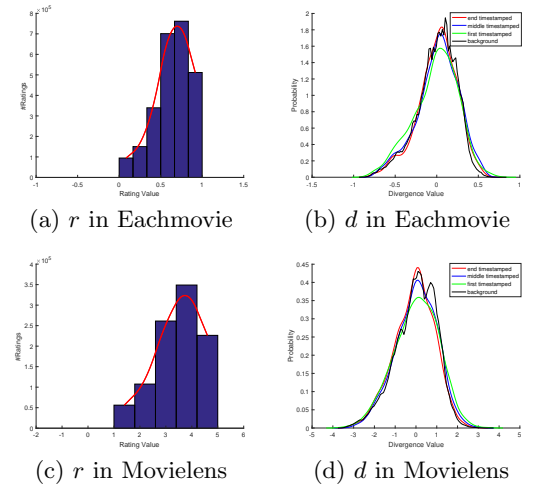 ×10⁵
8
7
6
5
4
3
2
1
0
#Ratings
-1 -0.5 0 0.5 1 1.5
Rating Value
(a) r in Eachmovie
2
1.8
1.6
1.4
1.2
1
0.8
0.6
0.4
0.2
0
Probability
end timestamped
middle timestamped
first timestamped
background
-1.5 -1 -0.5 0 0.5 1
Divergence Value
(b) d in Eachmovie
×10⁵
4
3.5
3
2.5
2
1.5
1
0.5
0
#Ratings
-2 -1 0 1 2 3 4 5 6
Rating Value
(c) r in Movielens
0.5
0.45
0.4
0.35
0.3
0.25
0.2
0.15
0.1
0.05
0
Probability
end timestamped
middle timestamped
first timestamped
background
-5 -4 -3 -2 -1 0 1 2 3 4 5
Divergence Value
(d) d in Movielens